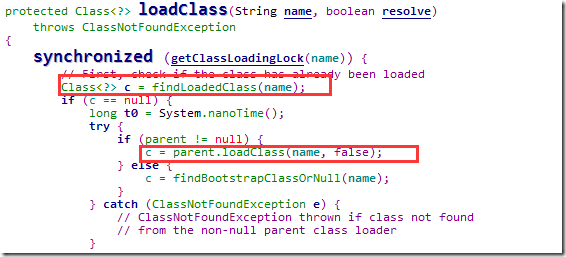 protected Class<?> loadClass(String name, boolean resolve)
throws ClassNotFoundException
{
synchronized (getClassLoadingLock(name)) {
// First, check if the class has already been loaded
Class<?> c = findLoadedClass(name);
if (c == null) {
long t0 = System.nanoTime();
try {
if (parent != null) {
c = parent.loadClass(name, false);
} else {
c = findBootstrapClassOrNull(name);
}
} catch (ClassNotFoundException e) {
// ClassNotFoundException thrown if class not found
// from the non-null parent class loader
}